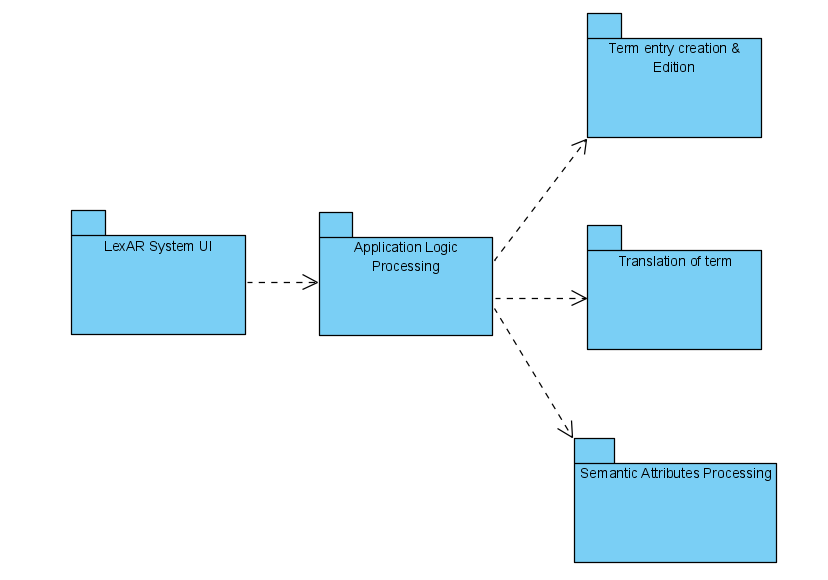 Term entry creation &
Edition
LexAR System UI
Application Logic
Processing
Translation of term
Semantic Attributes Processing